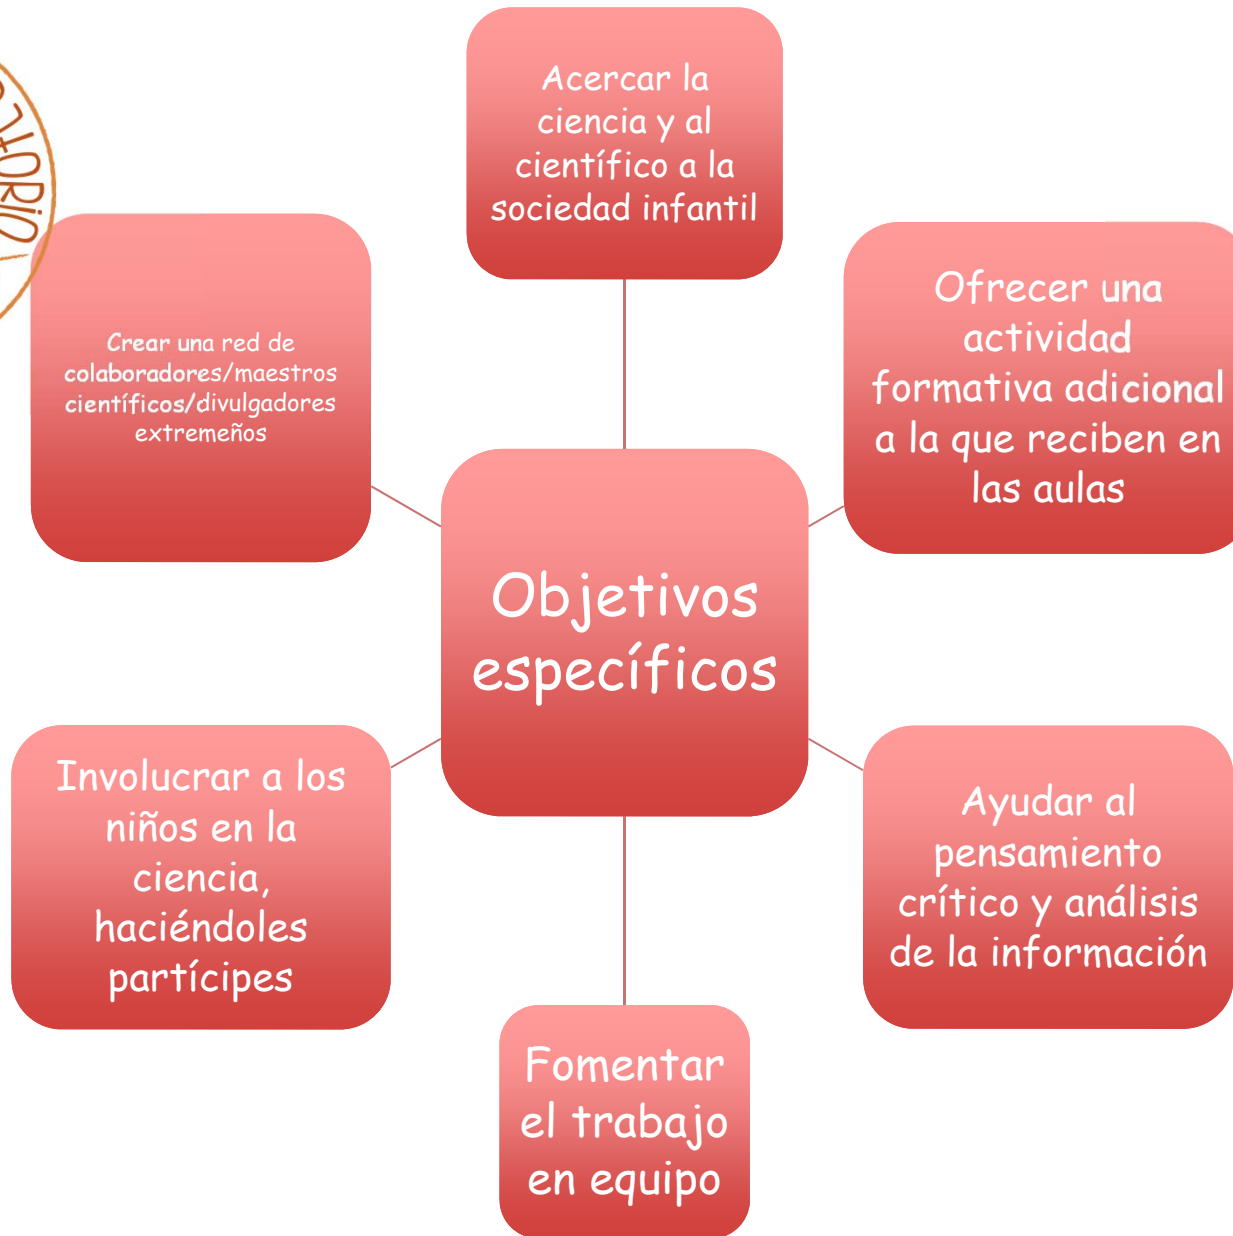 Acercar la
ciencia y al
científico a la
sociedad infantil
Ofrecer una
actividad
formativa adicional
a la que reciben en
las aulas
Crear una red de
colaboradores/maestros
científicos/divulgadores
extremeños
Objetivos
específicos
Involucrar a los
niños en la
ciencia,
haciéndoles
partícipes
Ayudar al
pensamiento
crítico y análisis
de la información
Fomentar
el trabajo
en equipo